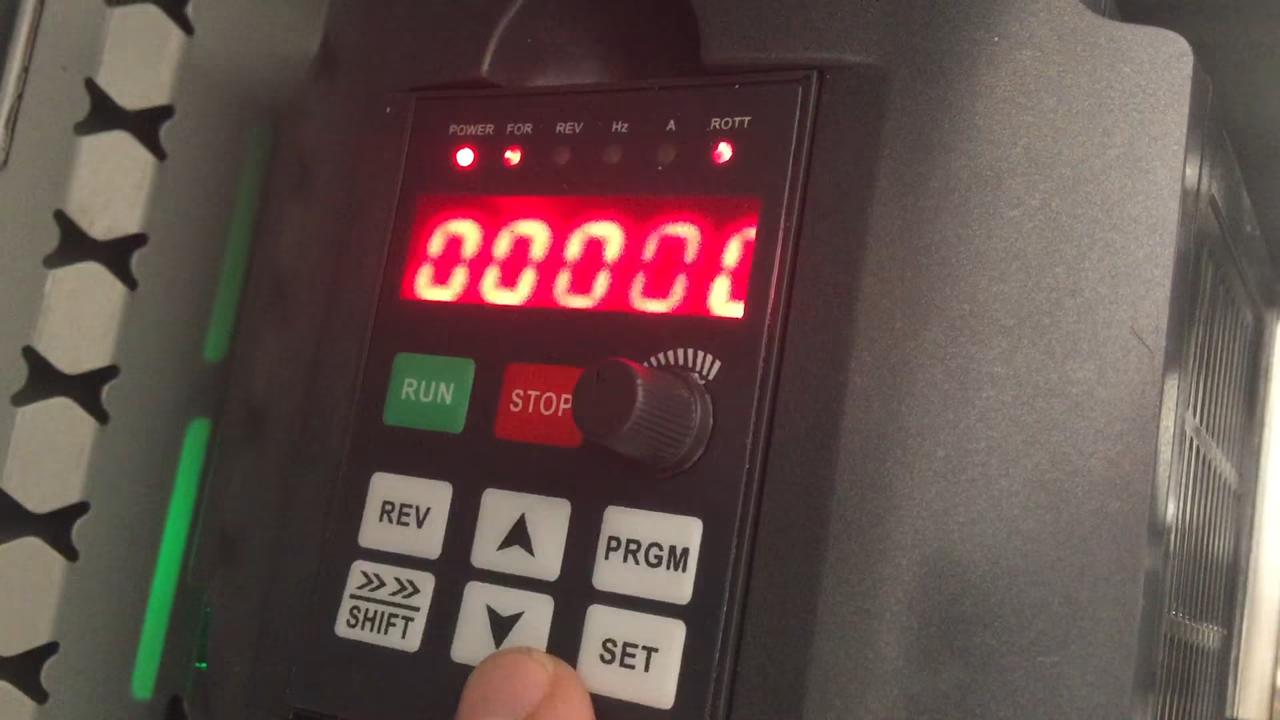 POWER FOR REV Hz A ROTT
00000
RUN STOP
REV PRGM
SHIFT SET